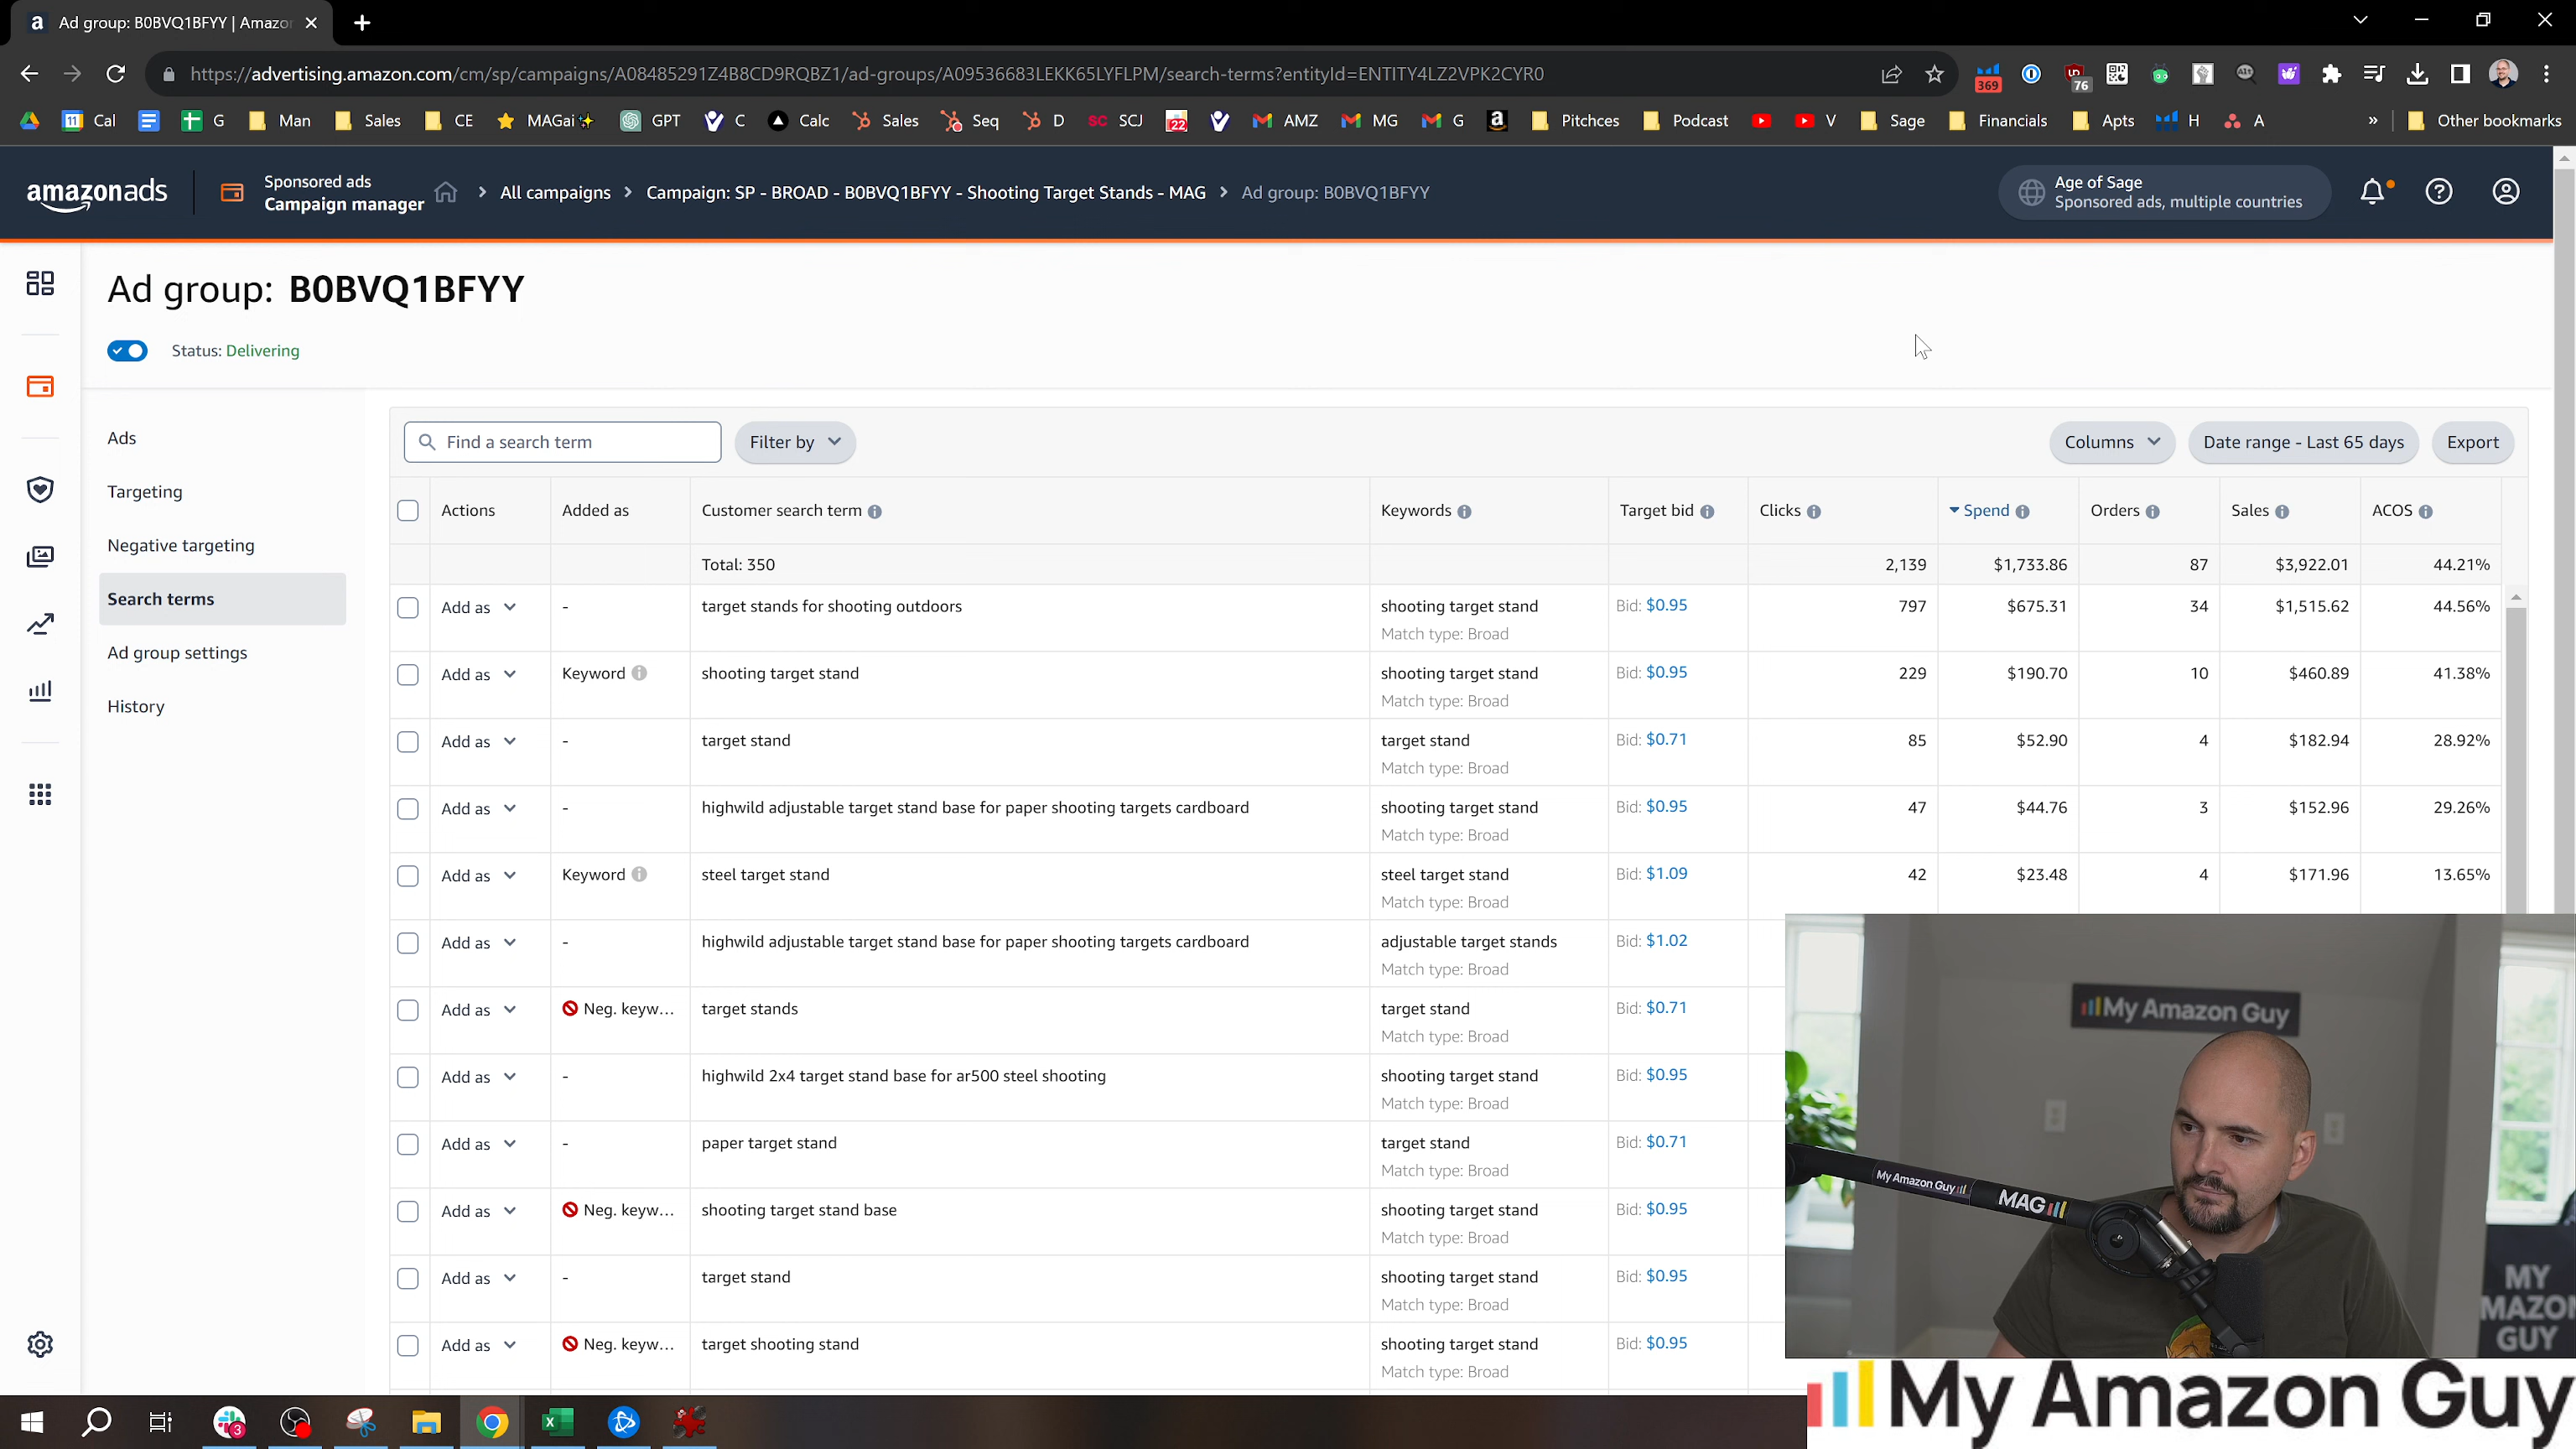 Ad group: B0BVQ1BFYY | Amazo
https://advertising.amazon.com/cm/sp/campaigns/A08485291Z4B8CD9RQBZ1/ad-groups/A09536683LEKK65LYFLPM/search-terms?entityId=ENTITY4LZ2VPK2CYR0
369
76
11 Cal
G
Man
Sales
CE
MAGai
GPT
C
Calc
Sales
Seq
D
SC SCJ
22
AMZ
MG
G
Pitchces
Podcast
V
Sage
Financials
Apts
H
A
»
Other bookmarks
amazonads
Sponsored ads
Campaign manager
All campaigns
Campaign: SP - BROAD - B0BVQ1BFYY - Shooting Target Stands - MAG
Ad group: B0BVQ1BFYY
Age of Sage
Sponsored ads, multiple countries
Ad group: B0BVQ1BFYY
Status: Delivering
Ads
Targeting
Negative targeting
Search terms
Ad group settings
History
Find a search term
Filter by
Columns
Date range - Last 65 days
Export
Actions Added as Customer search term Keywords Target bid Clicks Spend Orders Sales ACOS
Total: 350 2,139 $1,733.86 87 $3,922.01 44.21%
Add as - target stands for shooting outdoors shooting target stand Bid: $0.95 797 $675.31 34 $1,515.62 44.56%
Match type: Broad
Add as Keyword shooting target stand shooting target stand Bid: $0.95 229 $190.70 10 $460.89 41.38%
Match type: Broad
Add as - target stand target stand Bid: $0.71 85 $52.90 4 $182.94 28.92%
Match type: Broad
Add as - highwild adjustable target stand base for paper shooting targets cardboard shooting target stand Bid: $0.95 47 $44.76 3 $152.96 29.26%
Match type: Broad
Add as Keyword steel target stand steel target stand Bid: $1.09 42 $23.48 4 $171.96 13.65%
Match type: Broad
Add as - highwild adjustable target stand base for paper shooting targets cardboard adjustable target stands Bid: $1.02
Match type: Broad
Add as Neg. keyw... target stands target stand Bid: $0.71
Match type: Broad
Add as - highwild 2x4 target stand base for ar500 steel shooting shooting target stand Bid: $0.95
Match type: Broad
Add as - paper target stand target stand Bid: $0.71
Match type: Broad
Add as Neg. keyw... shooting target stand base shooting target stand Bid: $0.95
Match type: Broad
Add as - target stand shooting target stand Bid: $0.95
Match type: Broad
Add as Neg. keyw... target shooting stand shooting target stand Bid: $0.95
Match type: Broad
My Amazon Guy
My Amazon Guy
MAG
MY
AMAZON
GUY
3
My Amazon Guy